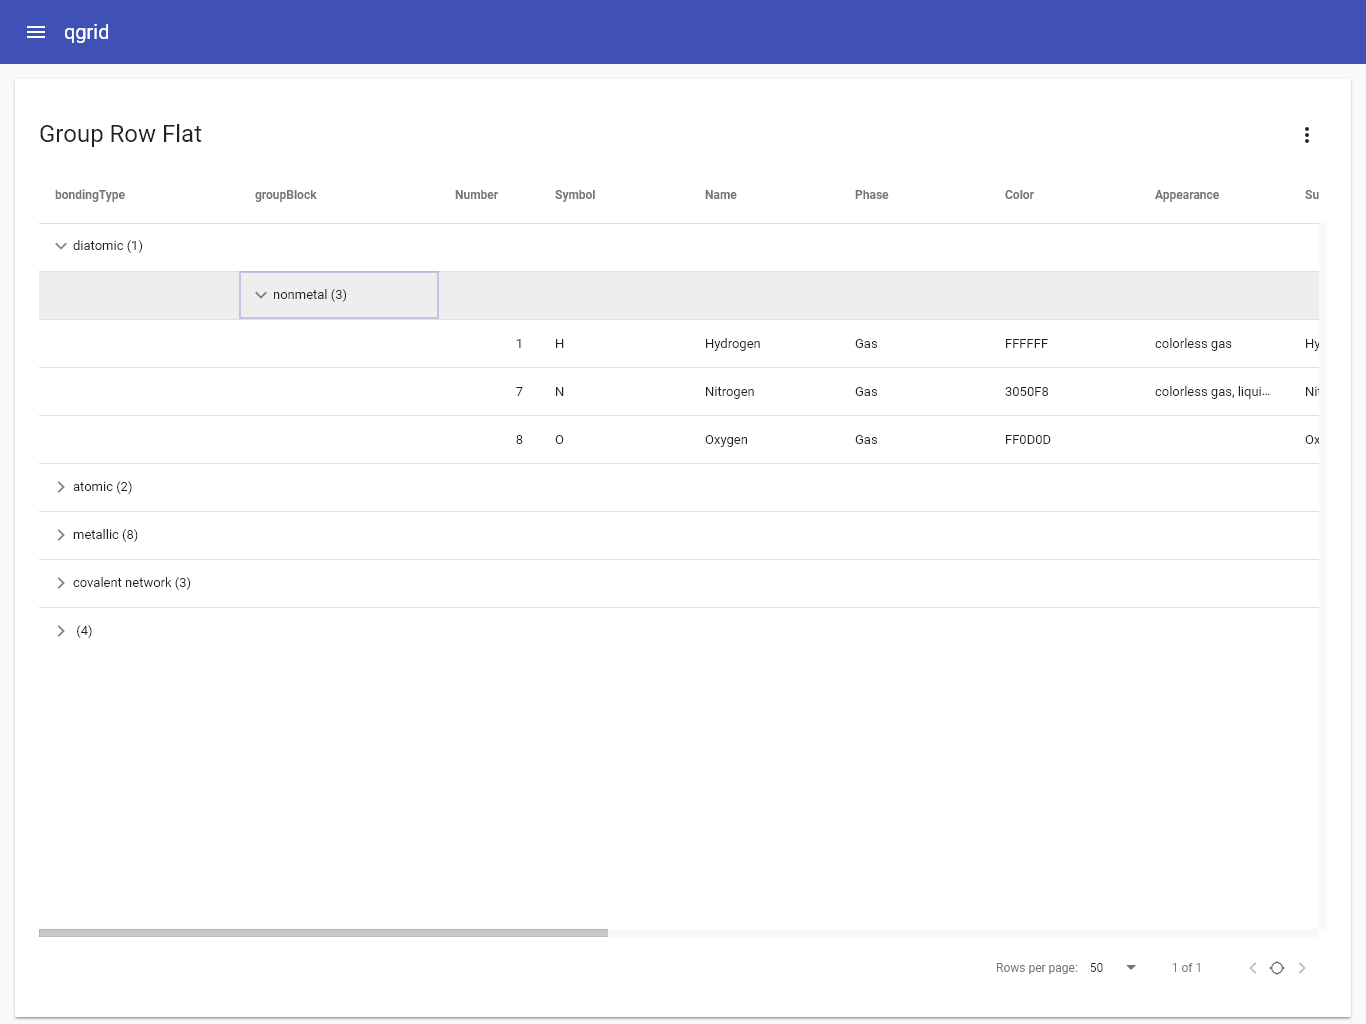 qgrid
Group Row Flat
bondingType groupBlock Number Symbol Name Phase Color Appearance Su
diatomic (1)
nonmetal (3)
1 H Hydrogen Gas FFFFFF colorless gas Hy
7 N Nitrogen Gas 3050F8 colorless gas, liqui... Nit
8 O Oxygen Gas FF0D0D Ox
atomic (2)
metallic (8)
covalent network (3)
(4)
Rows per page: 50 1 of 1